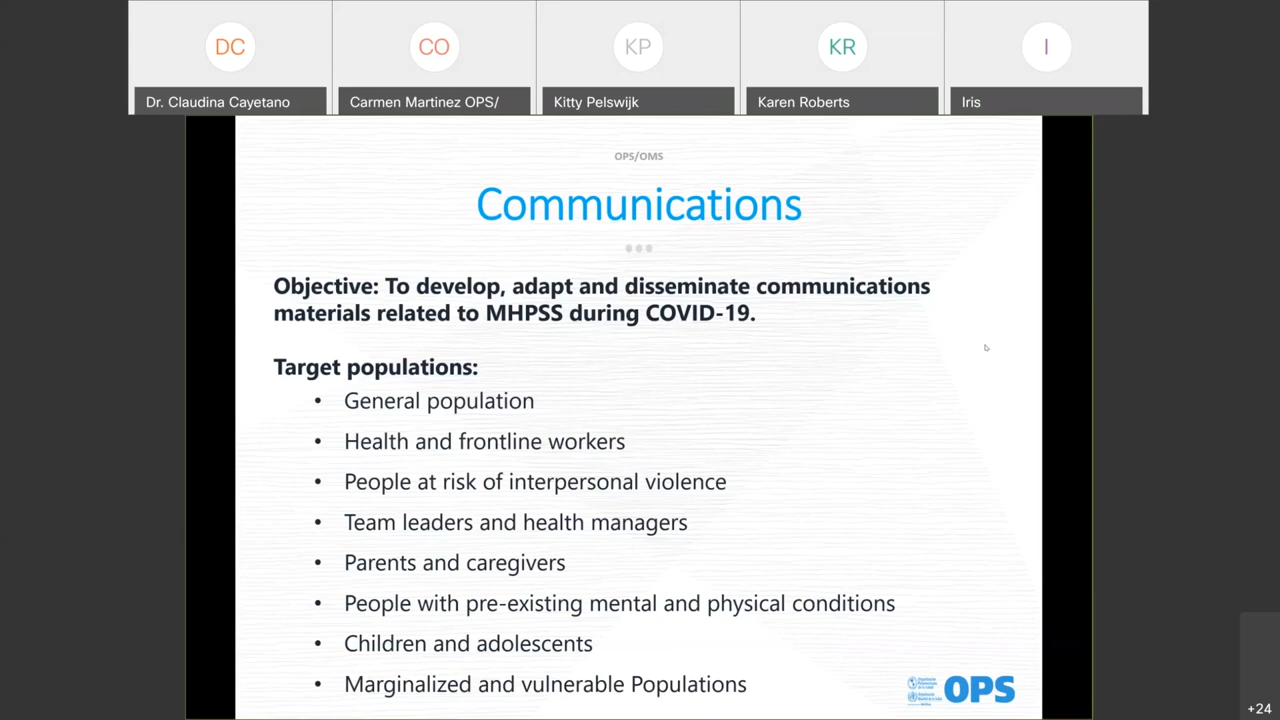 DC
CO
KP
KR
I
Dr. Claudina Cayetano
Carmen Martinez OPS/
Kitty Pelswijk
Karen Roberts
Iris
OPS/OMS
Communications
Objective: To develop, adapt and disseminate communications
materials related to MHPSS during COVID-19.
Target populations:
• General population
• Health and frontline workers
• People at risk of interpersonal violence
• Team leaders and health managers
• Parents and caregivers
• People with pre-existing mental and physical conditions
• Children and adolescents
• Marginalized and vulnerable Populations
OPS
+24